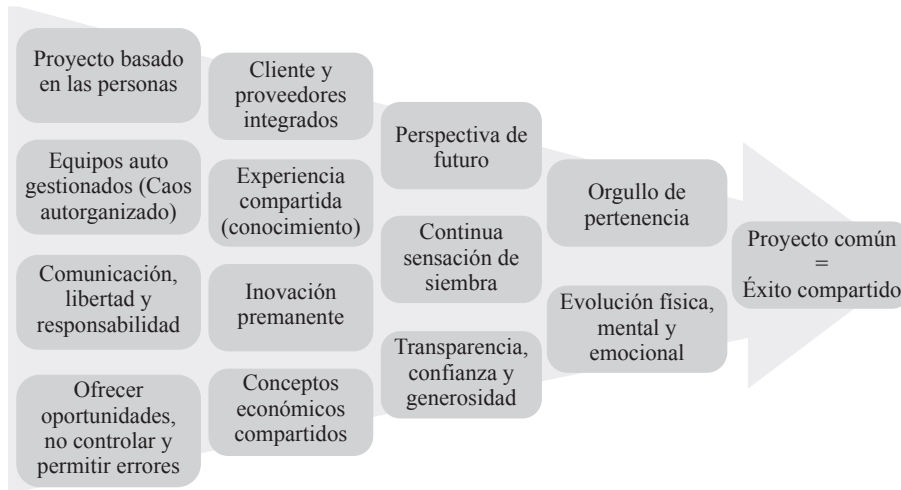 Proyecto basado
en las personas
Equipos auto
gestionados (Caos
autorganizado)
Comunicación,
libertad y
responsabilidad
Ofrecer
oportunidades,
no controlar y
permitir errores
Cliente y
proveedores
integrados
Experiencia
compartida
(conocimiento)
Inovación
premanente
Conceptos
económicos
compartidos
Perspectiva de
futuro
Continua
sensación de
siembra
Transparencia,
confianza y
generosidad
Orgullo de
pertenencia
Evolución física,
mental y
emocional
Proyecto común
=
Éxito compartido